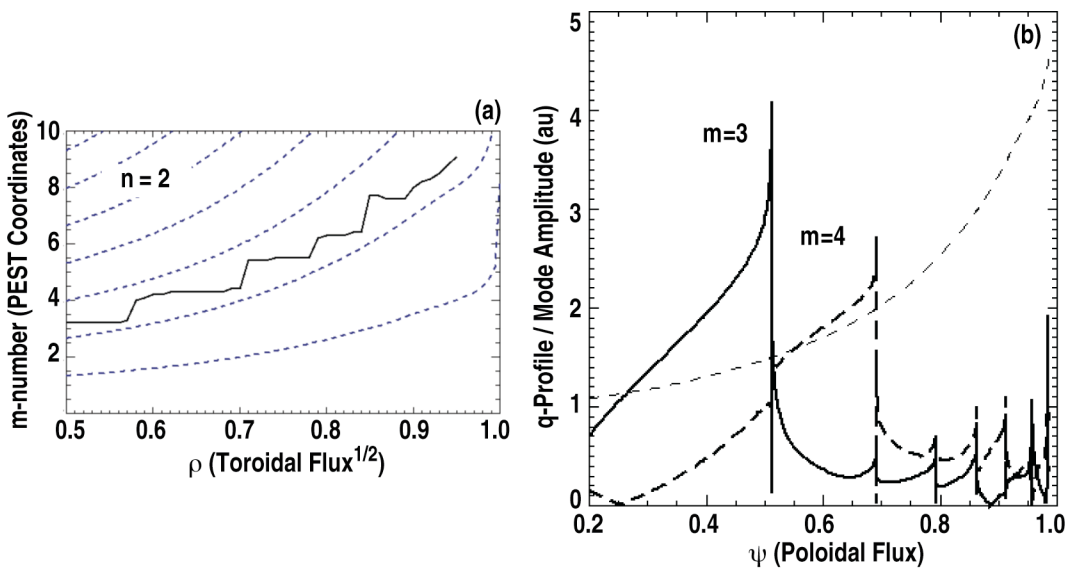 (a)
m-number (PEST Coordinates)
10
8
6
4
2
n = 2
0.5
0.6
0.7
0.8
0.9
1.0
ρ (Toroidal Flux1/2)
(b)
q-Profile / Mode Amplitude (au)
5
4
3
2
1
0
m=3
m=4
0.2
0.4
0.6
0.8
1.0
ψ (Poloidal Flux)